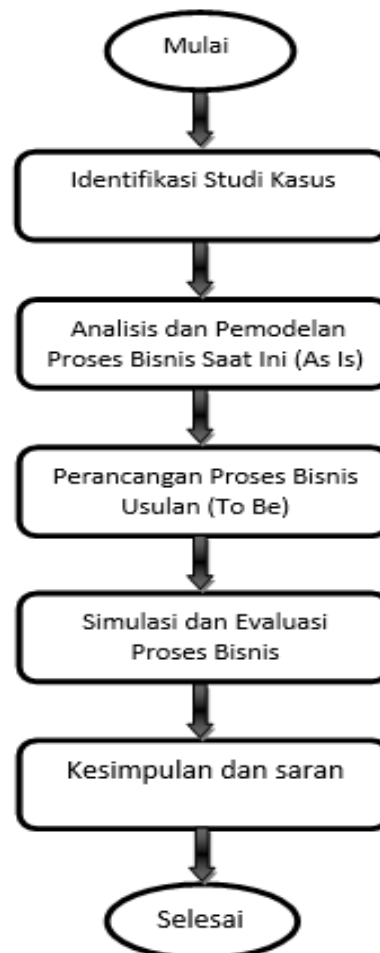 Mulai
Identifikasi Studi Kasus
Analisis dan Pemodelan
Proses Bisnis Saat Ini (As Is)
Perancangan Proses Bisnis
Usulan (To Be)
Simulasi dan Evaluasi
Proses Bisnis
Kesimpulan dan saran
Selesai